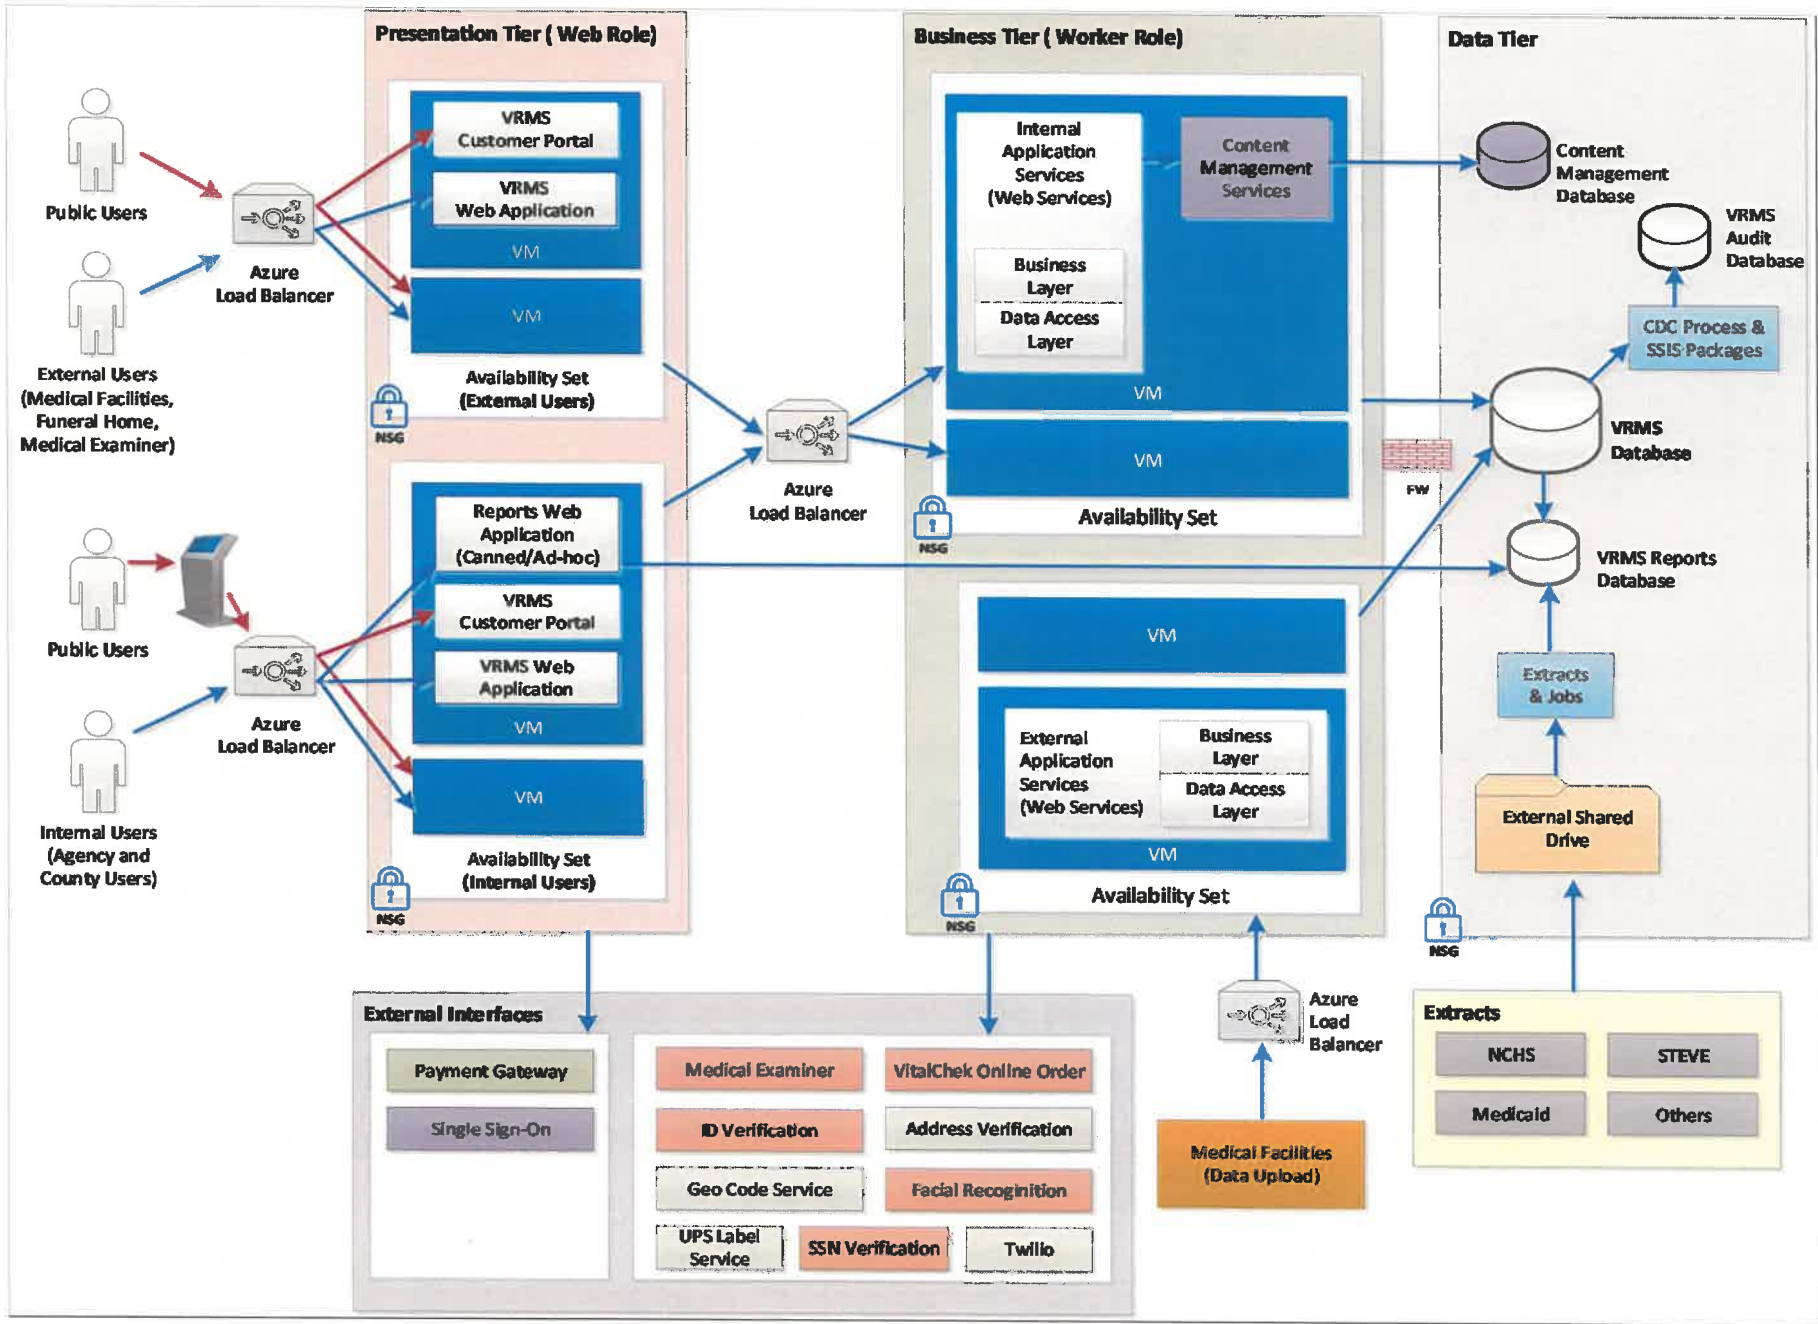 Presentation Tier ( Web Role)
Business Tier ( Worker Role)
Data Tier
Public Users
Azure
Load Balancer
External Users
(Medical Facilities,
Funeral Home,
Medical Examiner)
VRMS
Customer Portal
VRMS
Web Application
VM
VM
Availability Set
(External Users)
NSG
Public Users
Azure
Load Balancer
Internal Users
(Agency and
County Users)
Reports Web
Application
(Canned/Ad-hoc)
VRMS
Customer Portal
VRMS Web
Application
VM
VM
Availability Set
(Internal Users)
NSG
Azure
Load Balancer
Internal
Application
Services
(Web Services)
Business
Layer
Data Access
Layer
Content
Management
Services
VM
VM
Availability Set
NSG
FW
VM
External
Application
Services
(Web Services)
Business
Layer
Data Access
Layer
VM
Availability Set
NSG
Content
Management
Database
VRMS
Audit
Database
CDC Process &
SSIS Packages
VRMS
Database
VRMS Reports
Database
Extracts
& Jobs
External Shared
Drive
NSG
External Interfaces
Payment Gateway
Single Sign-On
Medical Examiner
VitalChek Online Order
ID Verification
Address Verification
Geo Code Service
Facial Recoginition
UPS Label
Service
SSN Verification
Twilio
Azure
Load
Balancer
Medical Facilities
(Data Upload)
Extracts
NCHS
STEVE
Medicaid
Others